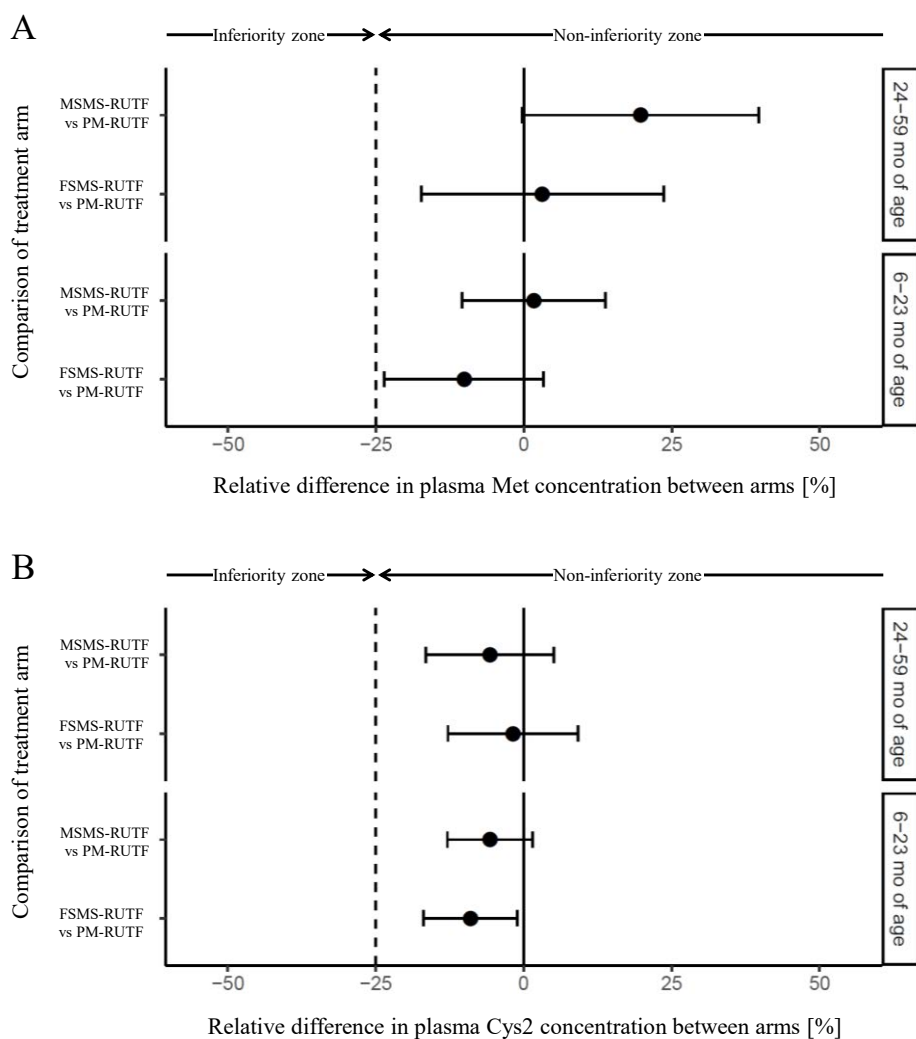 A
Inferiority zone
Non-inferiority zone
Comparison of treatment arm
MSMS-RUTF
vs PM-RUTF
FSMS-RUTF
vs PM-RUTF
24−59 mo of age
MSMS-RUTF
vs PM-RUTF
FSMS-RUTF
vs PM-RUTF
6−23 mo of age
−50
−25
0
25
50
Relative difference in plasma Met concentration between arms [%]
B
Inferiority zone
Non-inferiority zone
Comparison of treatment arm
MSMS-RUTF
vs PM-RUTF
FSMS-RUTF
vs PM-RUTF
24−59 mo of age
MSMS-RUTF
vs PM-RUTF
FSMS-RUTF
vs PM-RUTF
6−23 mo of age
−50
−25
0
25
50
Relative difference in plasma Cys2 concentration between arms [%]